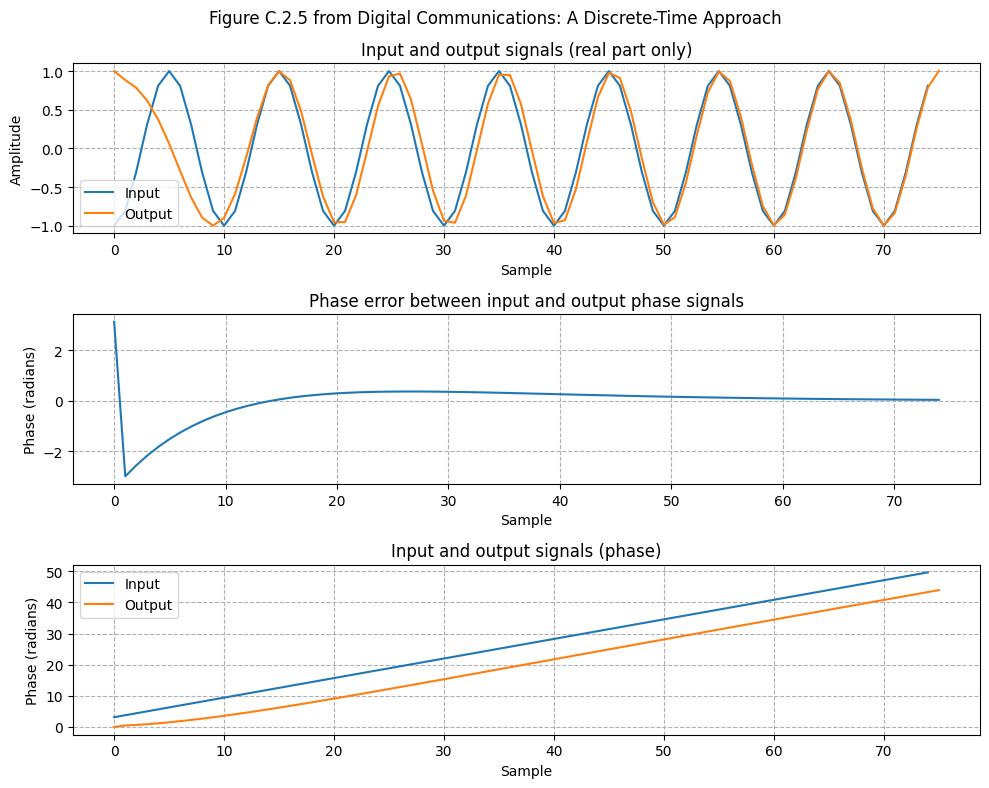 Figure C.2.5 from Digital Communications: A Discrete-Time Approach
Input and output signals (real part only)
Amplitude
1.0
0.5
0.0
−0.5
−1.0
Input
Output
0 10 20 30 40 50 60 70
Sample
Phase error between input and output phase signals
Phase (radians)
2
0
−2
0 10 20 30 40 50 60 70
Sample
Input and output signals (phase)
Phase (radians)
50
40
30
20
10
0
Input
Output
0 10 20 30 40 50 60 70
Sample